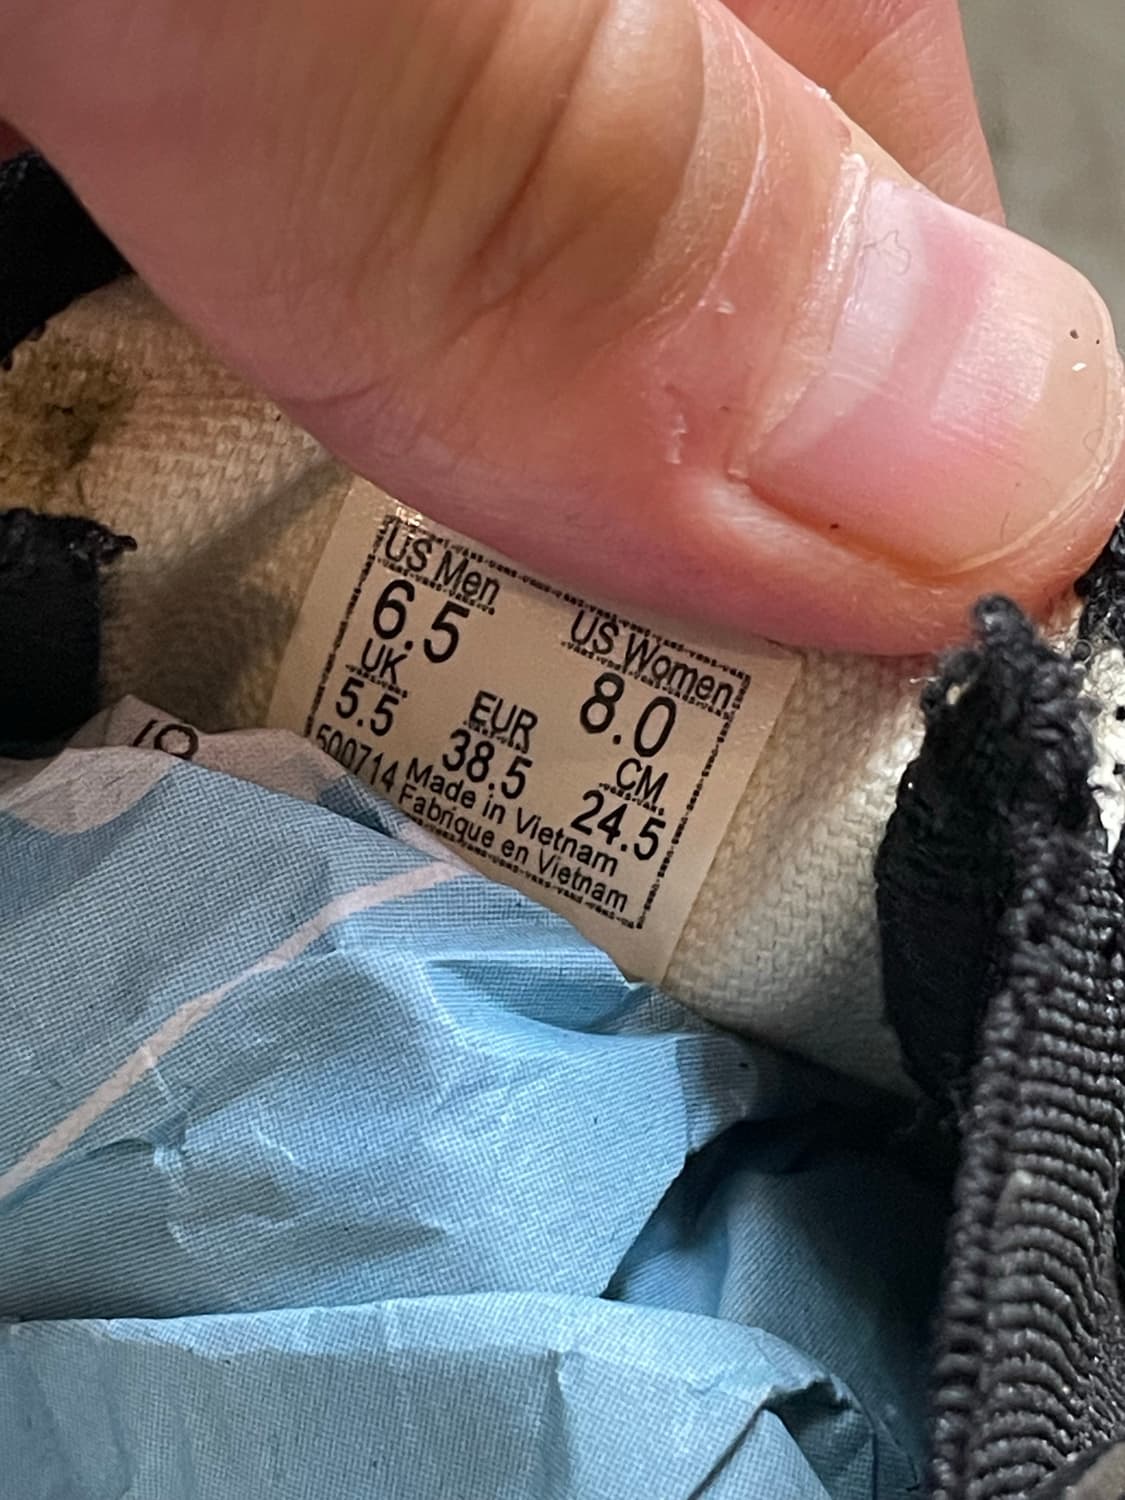 US Men
6.5
US Women
8.0
UK
5.5
EUR
38.5
CM
24.5
500714
Made in Vietnam
Fabrique en Vietnam